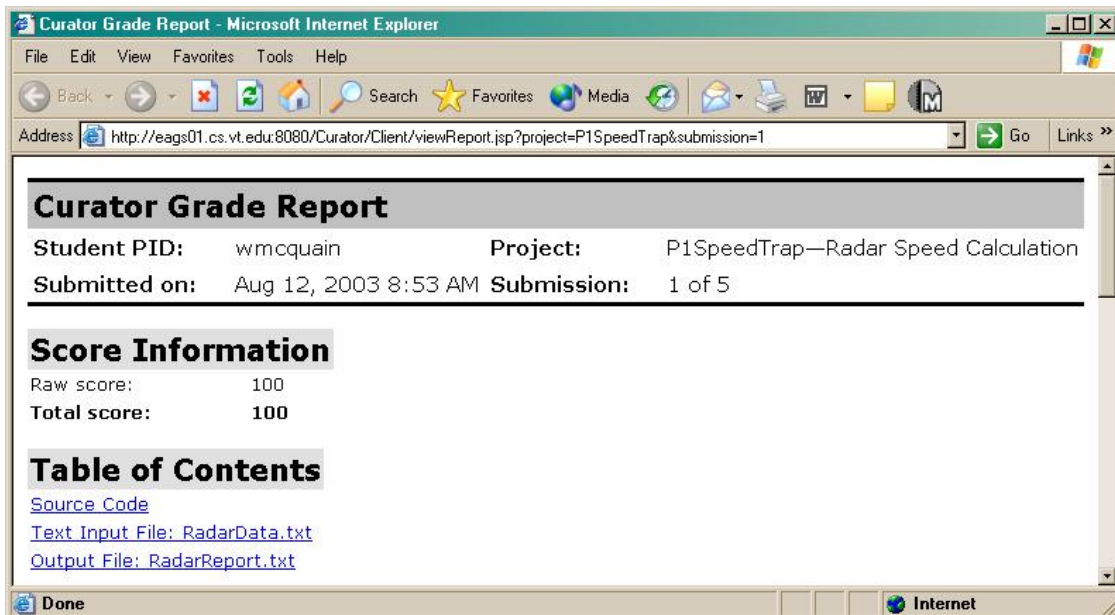 Curator Grade Report - Microsoft Internet Explorer
File Edit View Favorites Tools Help
Back Search Favorites Media W M
Address http://eags01.cs.vt.edu:8080/Curator/Client/viewReport.jsp?project=P1SpeedTrap&submission=1 Go Links »
Curator Grade Report
Student PID: wmcquain Project: P1SpeedTrap—Radar Speed Calculation
Submitted on: Aug 12, 2003 8:53 AM Submission: 1 of 5
Score Information
Raw score: 100
Total score: 100
Table of Contents
Source Code
Text Input File: RadarData.txt
Output File: RadarReport.txt
Done Internet